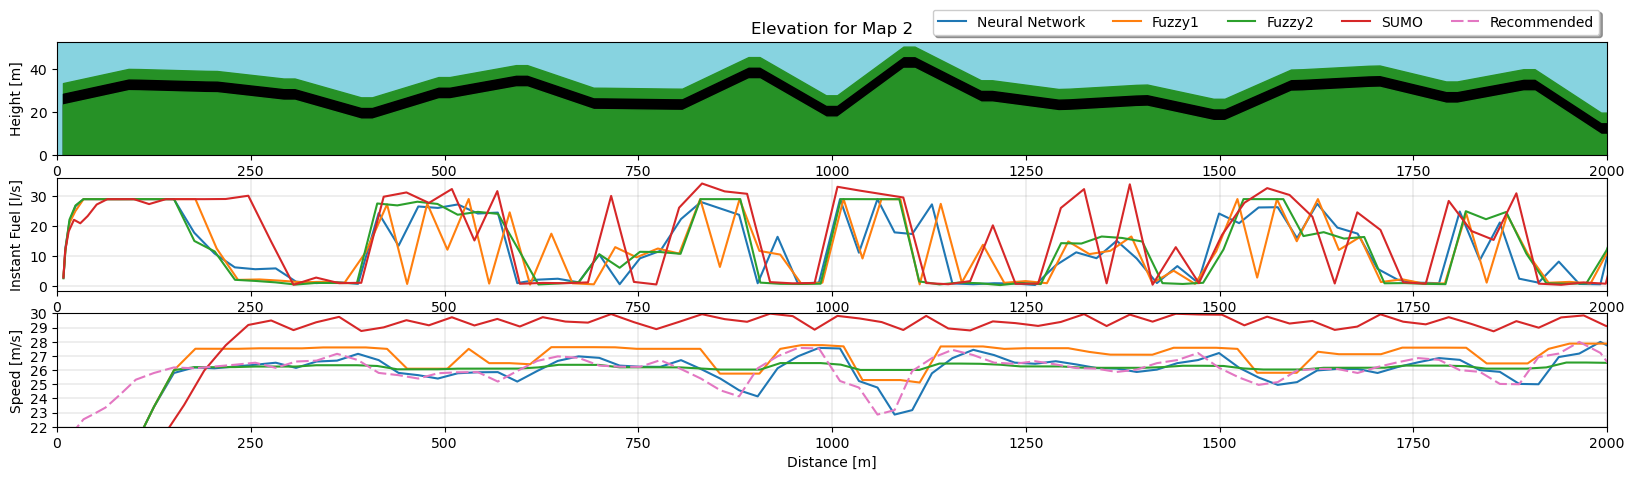 Elevation for Map 2
Neural Network Fuzzy1 Fuzzy2 SUMO Recommended
Height [m]
40
20
0
0 250 500 750 1000 1250 1500 1750 2000
Instant Fuel [l/s]
30
20
10
0
0 250 500 750 1000 1250 1500 1750 2000
Speed [m/s]
30
29
28
27
26
25
24
23
22
0 250 500 750 1000 1250 1500 1750 2000
Distance [m]